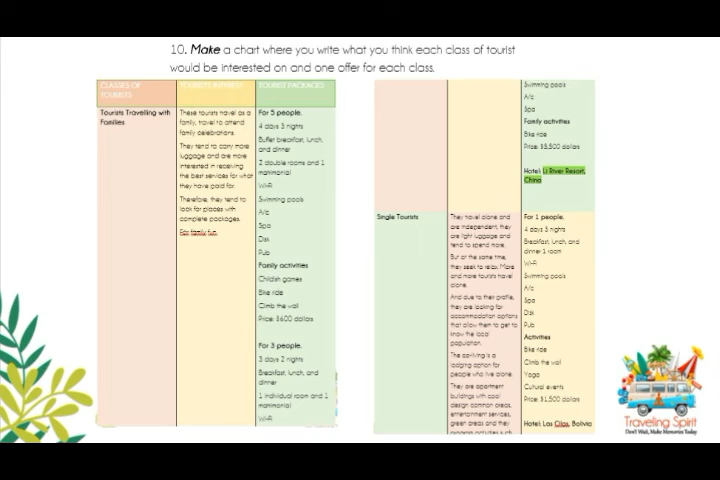 10. Make a chart where you write what you think each class of tourist
would be interested on and one offer for each class.
CLASSES OF
TOURISTS
TOURISTS INTEREST
TOURIST PACKAGES
Tourists Travelling with
Families
These tourists travel as a
family, travel to attend
family celebrations.
They tend to carry more
luggage and are more
interested in receiving
the best services for what
they have paid for.
Therefore, they tend to
look for places with
complete packages.
For family fun.
For 5 people.
4 days 3 nights
Buffer breakfast, lunch,
and dinner
2 double rooms and 1
matrimonial
Wi-Fi
Swimming pools
A/c
Spa
Disk
Pub
Family activities
Childish games
Bike ride
Climb the wall
Price: $600 dollars
For 3 people.
3 days 2 nights
Breakfast, lunch, and
dinner
1 individual room and 1
matrimonial
Wi-Fi
Swimming pools
A/c
Spa
Family activities
Bike ride
Price: $3,500 dollars
Hotel: Li River Resort,
China
Single Tourists
They travel alone and
are independent, they
are light luggage and
tend to spend more.
But at the same time,
they seek to relax. More
and more tourists travel
alone.
And due to their profile,
they are looking for
accommodation options
that allow them to get to
know the local
population.
The co-living is a
lodging option for
people who live alone.
They are apartment
buildings with cool
design common areas,
entertainment services,
green areas and they
organize activities such
For 1 people.
4 days 3 nights
Breakfast, lunch, and
dinner 1 room
Wi-Fi
Swimming pools
A/c
Spa
Disk
Pub
Activities
Bike ride
Climb the wall
Yoga
Cultural events
Price: $1,500 dollars
Hotel: Las Olas, Bolivia
Traveling Spirit
Don't Wait, Make Memories Today